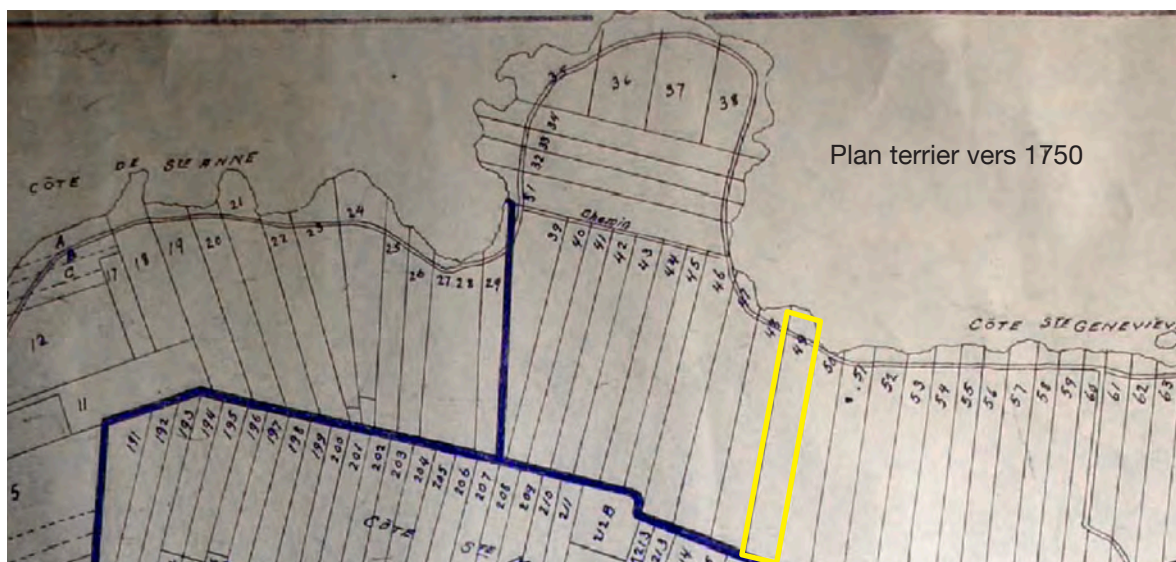 Plan terrier vers 1750
CÔTE DE STE ANNE
CÔTE STE GENEVIÈV
Chemin
35 36 37 38
34
33
32
31
A
B
C
12
11
5
17 18 19 20 21 22 23 24 25 26 27 28 29
39 40 41 42 43 44 45 46 47 48 49 50 51 52 53 54 55 56 57 58 59 60 61 62 63
191 192 193 194 195 196 197 198 199 200 201 202 203 204 205 206 207 208 209 210 211 212B 213 213
CÔTE
STE